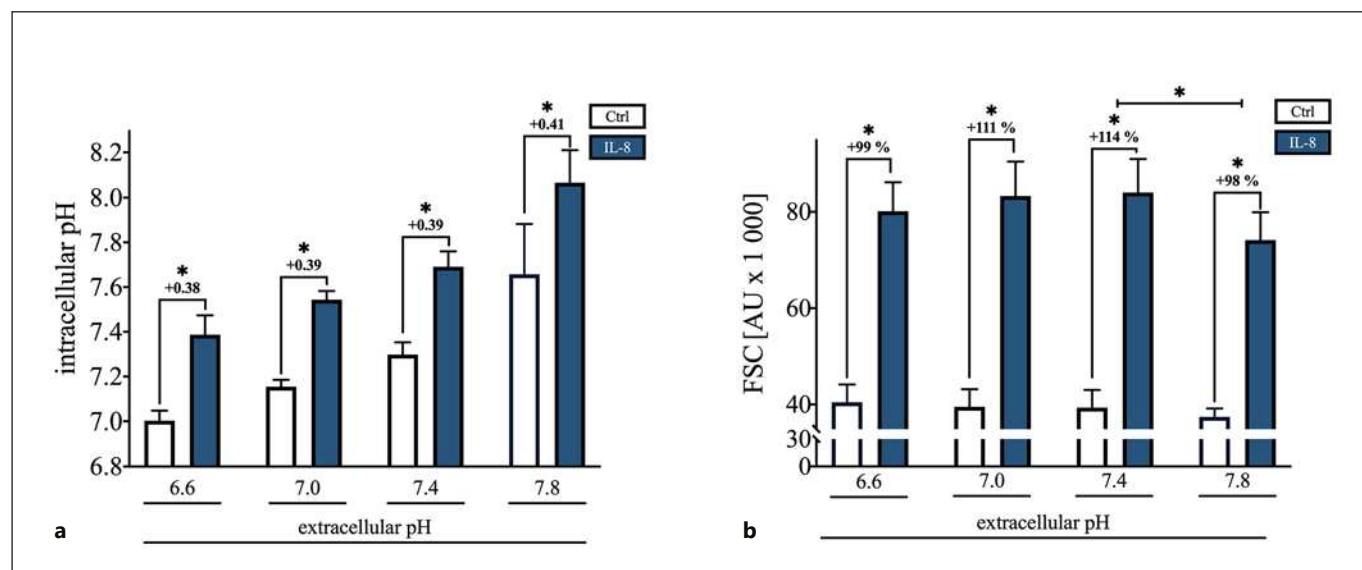 intracellular pH
8.2
8.0
7.8
7.6
7.4
7.2
7.0
6.8
*
+0.38
*
+0.39
*
+0.39
*
+0.41
Ctrl
IL-8
6.6 7.0 7.4 7.8
extracellular pH
a
FSC [AU x 1 000]
80
60
40
30
0
*
+99 %
*
+111 %
*
+114 %
*
+98 %
*
Ctrl
IL-8
6.6 7.0 7.4 7.8
extracellular pH
b